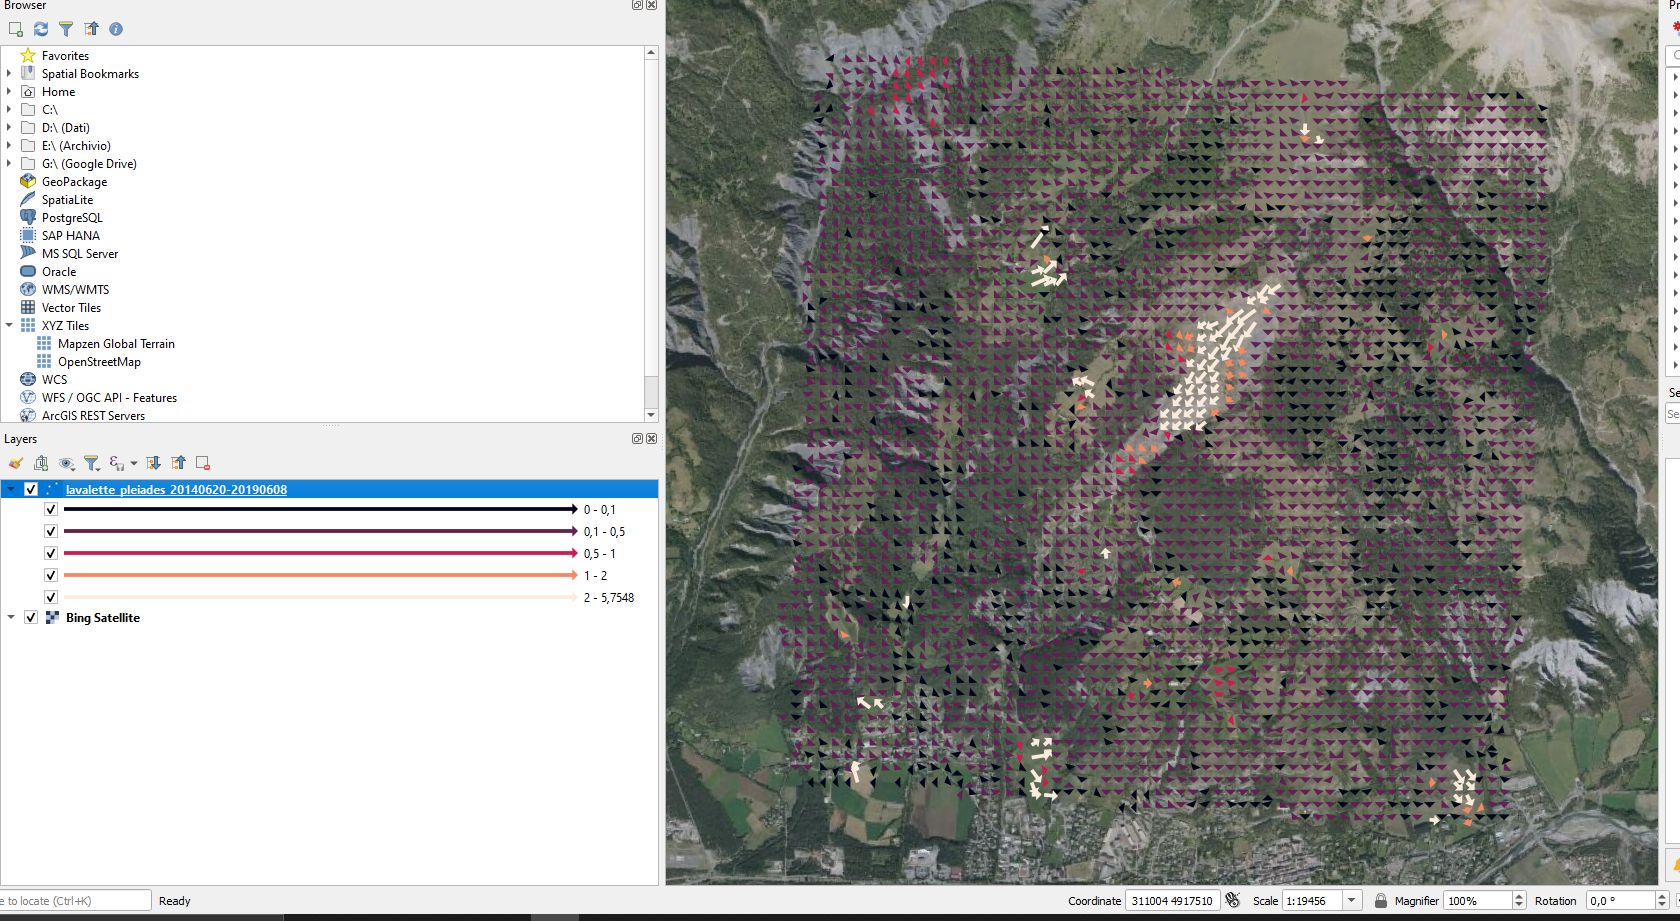 Browser
Favorites
Spatial Bookmarks
Home
C:\
D:\ (Dati)
E:\ (Archivio)
G:\ (Google Drive)
GeoPackage
SpatiaLite
PostgreSQL
SAP HANA
MS SQL Server
Oracle
WMS/WMTS
Vector Tiles
XYZ Tiles
Mapzen Global Terrain
OpenStreetMap
WCS
WFS / OGC API - Features
ArcGIS REST Servers
Layers
lavalette_pleiades_20140620-20190608
0 - 0,1
0,1 - 0,5
0,5 - 1
1 - 2
2 - 5,7548
Bing Satellite
Pr
Se
Se
e to locate (Ctrl+K) Ready Coordinate 311004 4917510 Scale 1:19456 Magnifier 100% Rotation 0,0 °